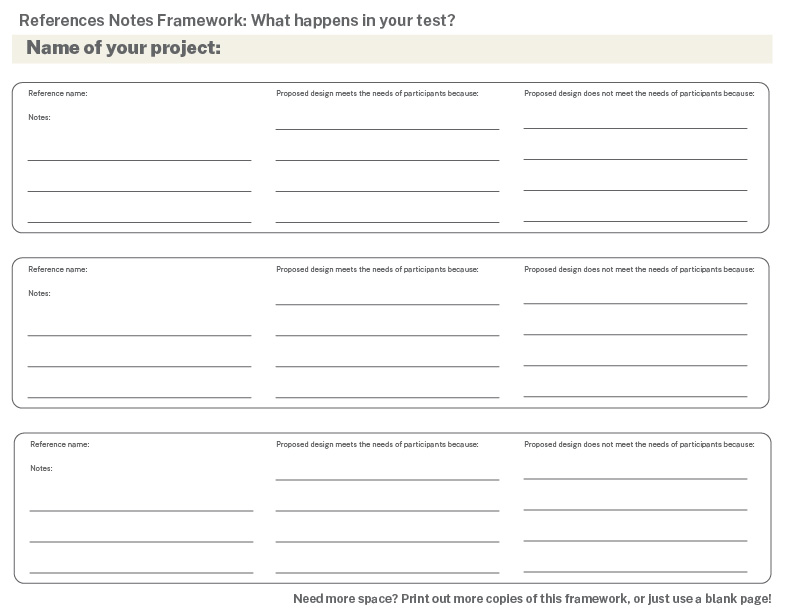 References Notes Framework: What happens in your test?
Name of your project:
Reference name:
Notes:
Proposed design meets the needs of participants because:
Proposed design does not meet the needs of participants because:
Reference name:
Notes:
Proposed design meets the needs of participants because:
Proposed design does not meet the needs of participants because:
Reference name:
Notes:
Proposed design meets the needs of participants because:
Proposed design does not meet the needs of participants because:
Need more space? Print out more copies of this framework, or just use a blank page!